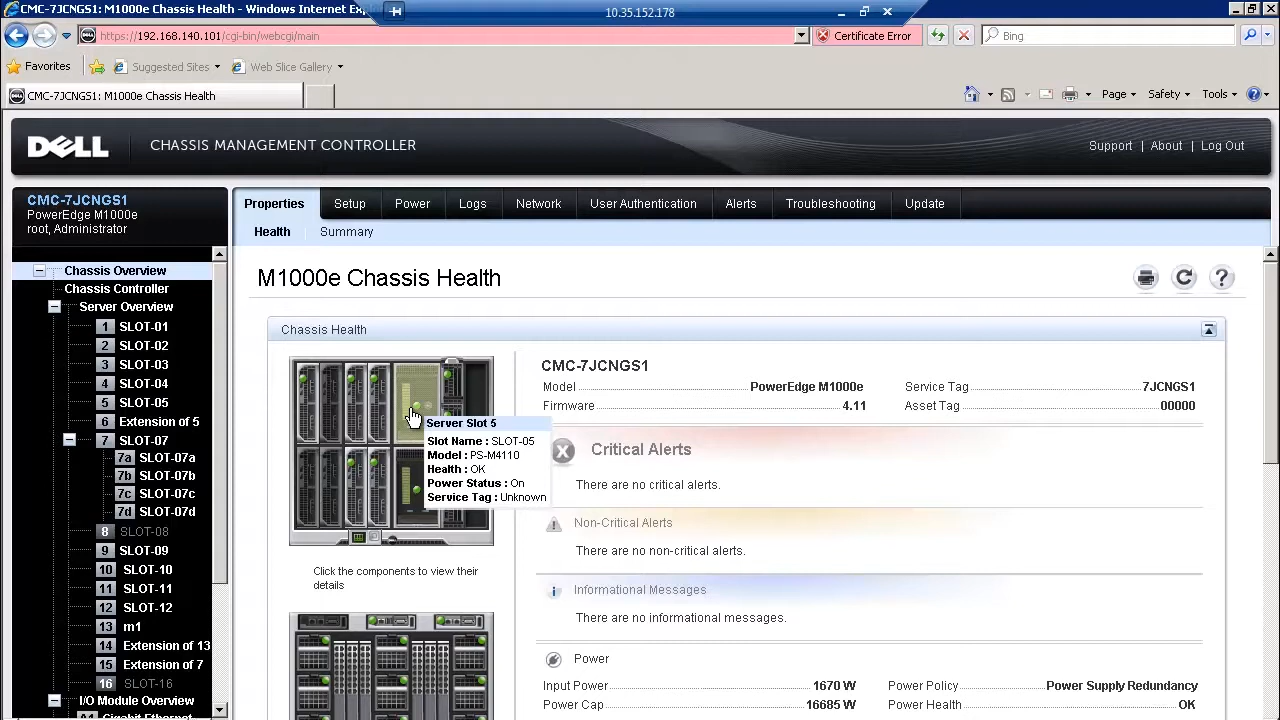 CMC-7JCNGS1: M1000e Chassis Health - Windows Internet Exp
10.35.152.178
https://192.168.140.101/cgi-bin/webcgi/main
Certificate Error
Bing
Favorites
Suggested Sites
Web Slice Gallery
CMC-7JCNGS1: M1000e Chassis Health
Page
Safety
Tools
DELL
CHASSIS MANAGEMENT CONTROLLER
Support | About | Log Out
CMC-7JCNGS1
PowerEdge M1000e
root, Administrator
Properties
Setup
Power
Logs
Network
User Authentication
Alerts
Troubleshooting
Update
Health
Summary
Chassis Overview
Chassis Controller
Server Overview
1 SLOT-01
2 SLOT-02
3 SLOT-03
4 SLOT-04
5 SLOT-05
6 Extension of 5
7 SLOT-07
7a SLOT-07a
7b SLOT-07b
7c SLOT-07c
7d SLOT-07d
8 SLOT-08
9 SLOT-09
10 SLOT-10
11 SLOT-11
12 SLOT-12
13 m1
14 Extension of 13
15 Extension of 7
16 SLOT-16
I/O Module Overview
A1 Gigabit Ethernet
M1000e Chassis Health
Chassis Health
Server Slot 5
Slot Name : SLOT-05
Model : PS-M4110
Health : OK
Power Status : On
Service Tag : Unknown
Click the components to view their
details
CMC-7JCNGS1
Model PowerEdge M1000e
Service Tag 7JCNGS1
Firmware 4.11
Asset Tag 00000
Critical Alerts
There are no critical alerts.
Non-Critical Alerts
There are no non-critical alerts.
Informational Messages
There are no informational messages.
Power
Input Power 1670 W
Power Policy Power Supply Redundancy
Power Cap 16685 W
Power Health OK